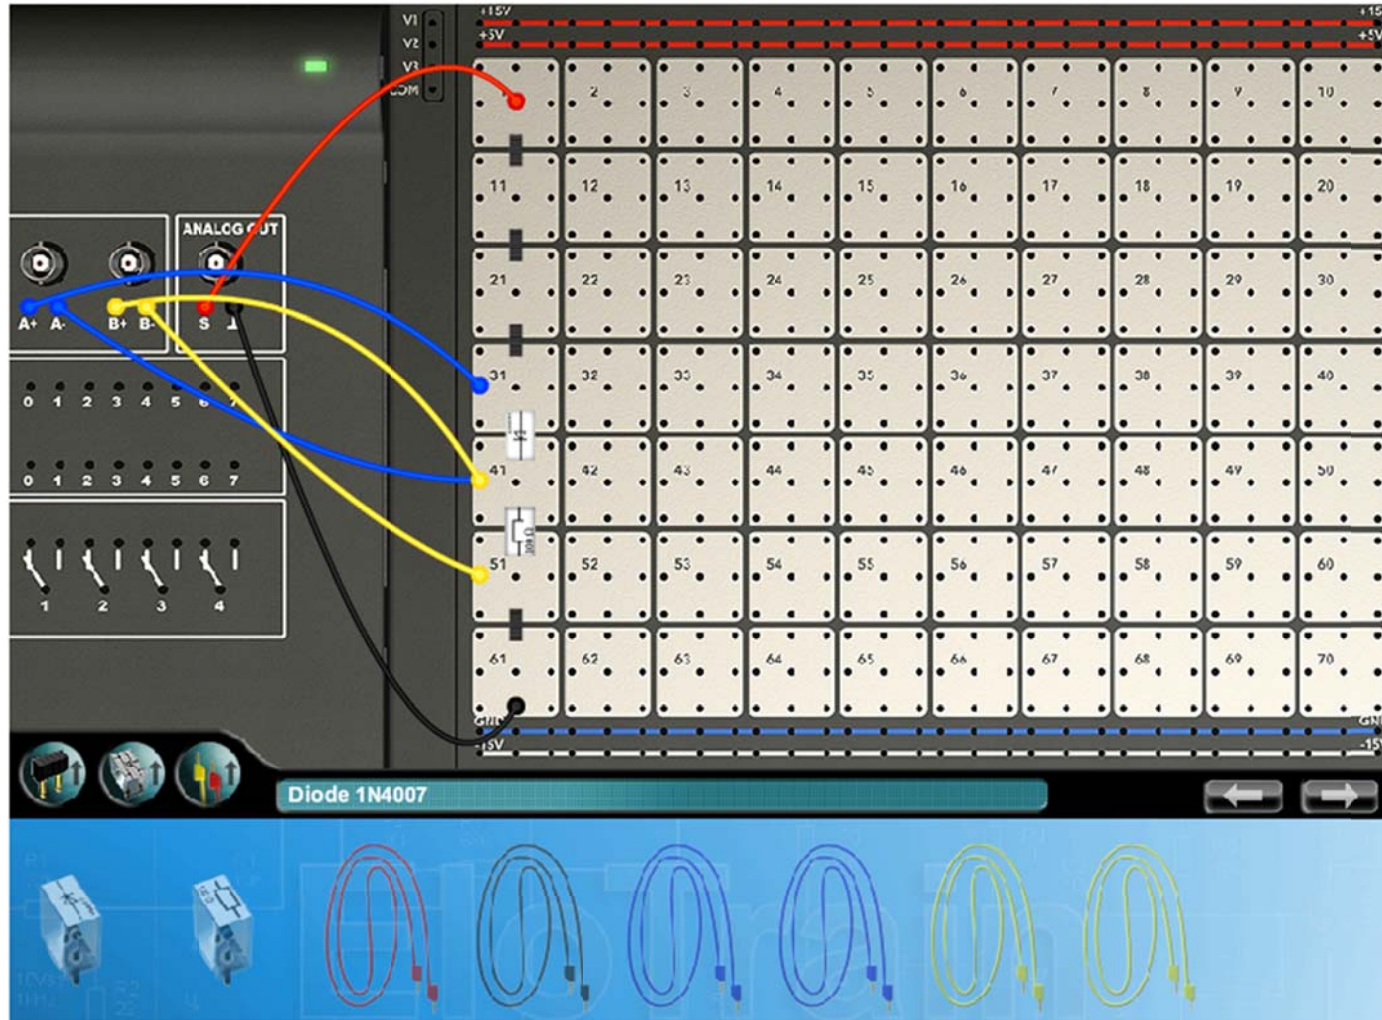 V1
V2
V3
COM
+15V
+5V
+5V
2 3 4 5 6 7 8 9 10
11 12 13 14 15 16 17 18 19 20
ANALOG OUT
21 22 23 24 25 26 27 28 29 30
A+ A- B+ B- S
31 32 33 34 35 36 37 38 39 40
0 1 2 3 4 5 6 7
41 42 43 44 45 46 47 48 49 50
0 1 2 3 4 5 6 7
51 52 53 54 55 56 57 58 59 60
1 2 3 4
61 62 63 64 65 66 67 68 69 70
GND
-15V
-15V
Diode 1N4007